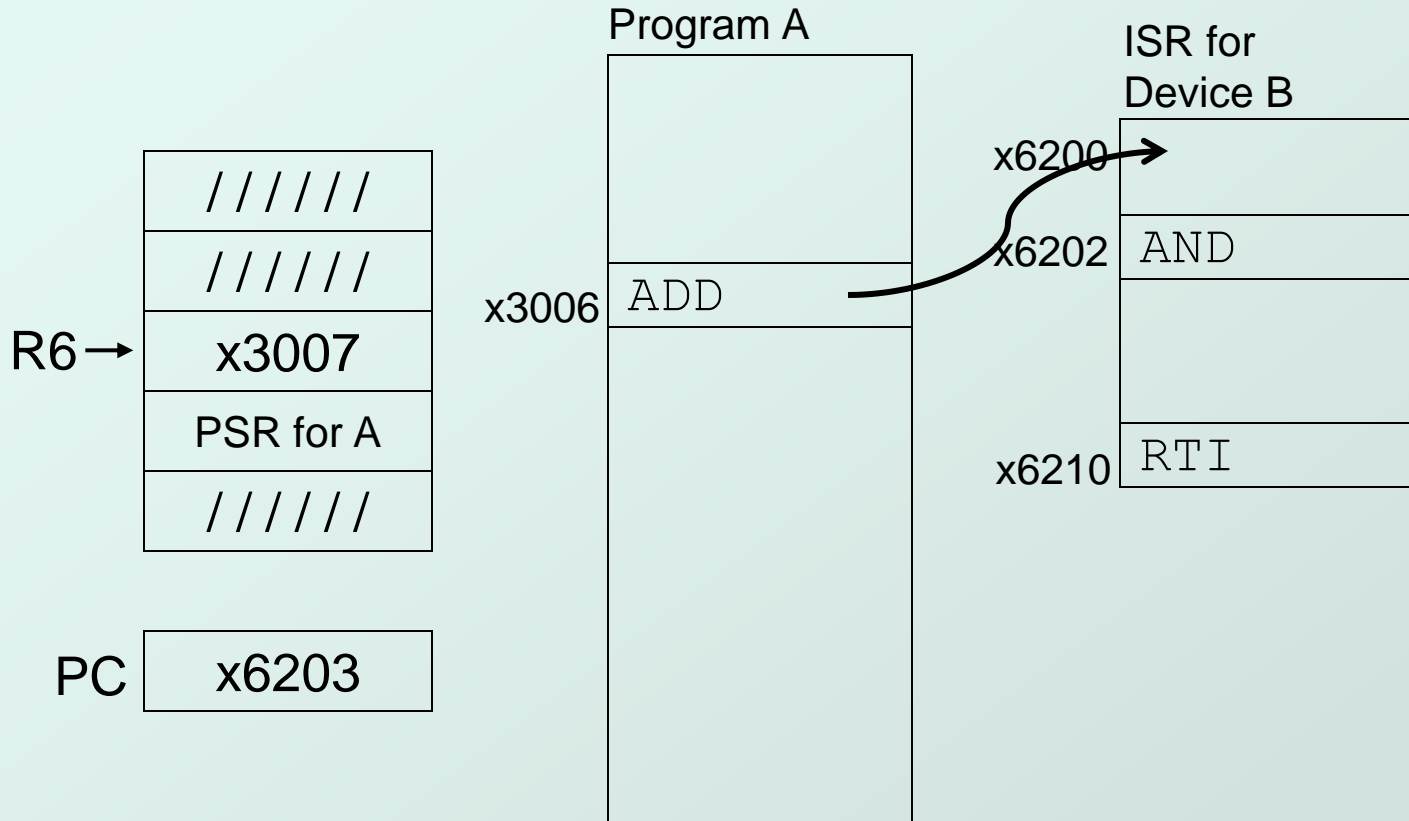 Program A
ISR for
Device B
x6200
//////
//////
x6202 AND
x3006 ADD
R6 x3007
PSR for A
x6210 RTI
//////
PC x6203